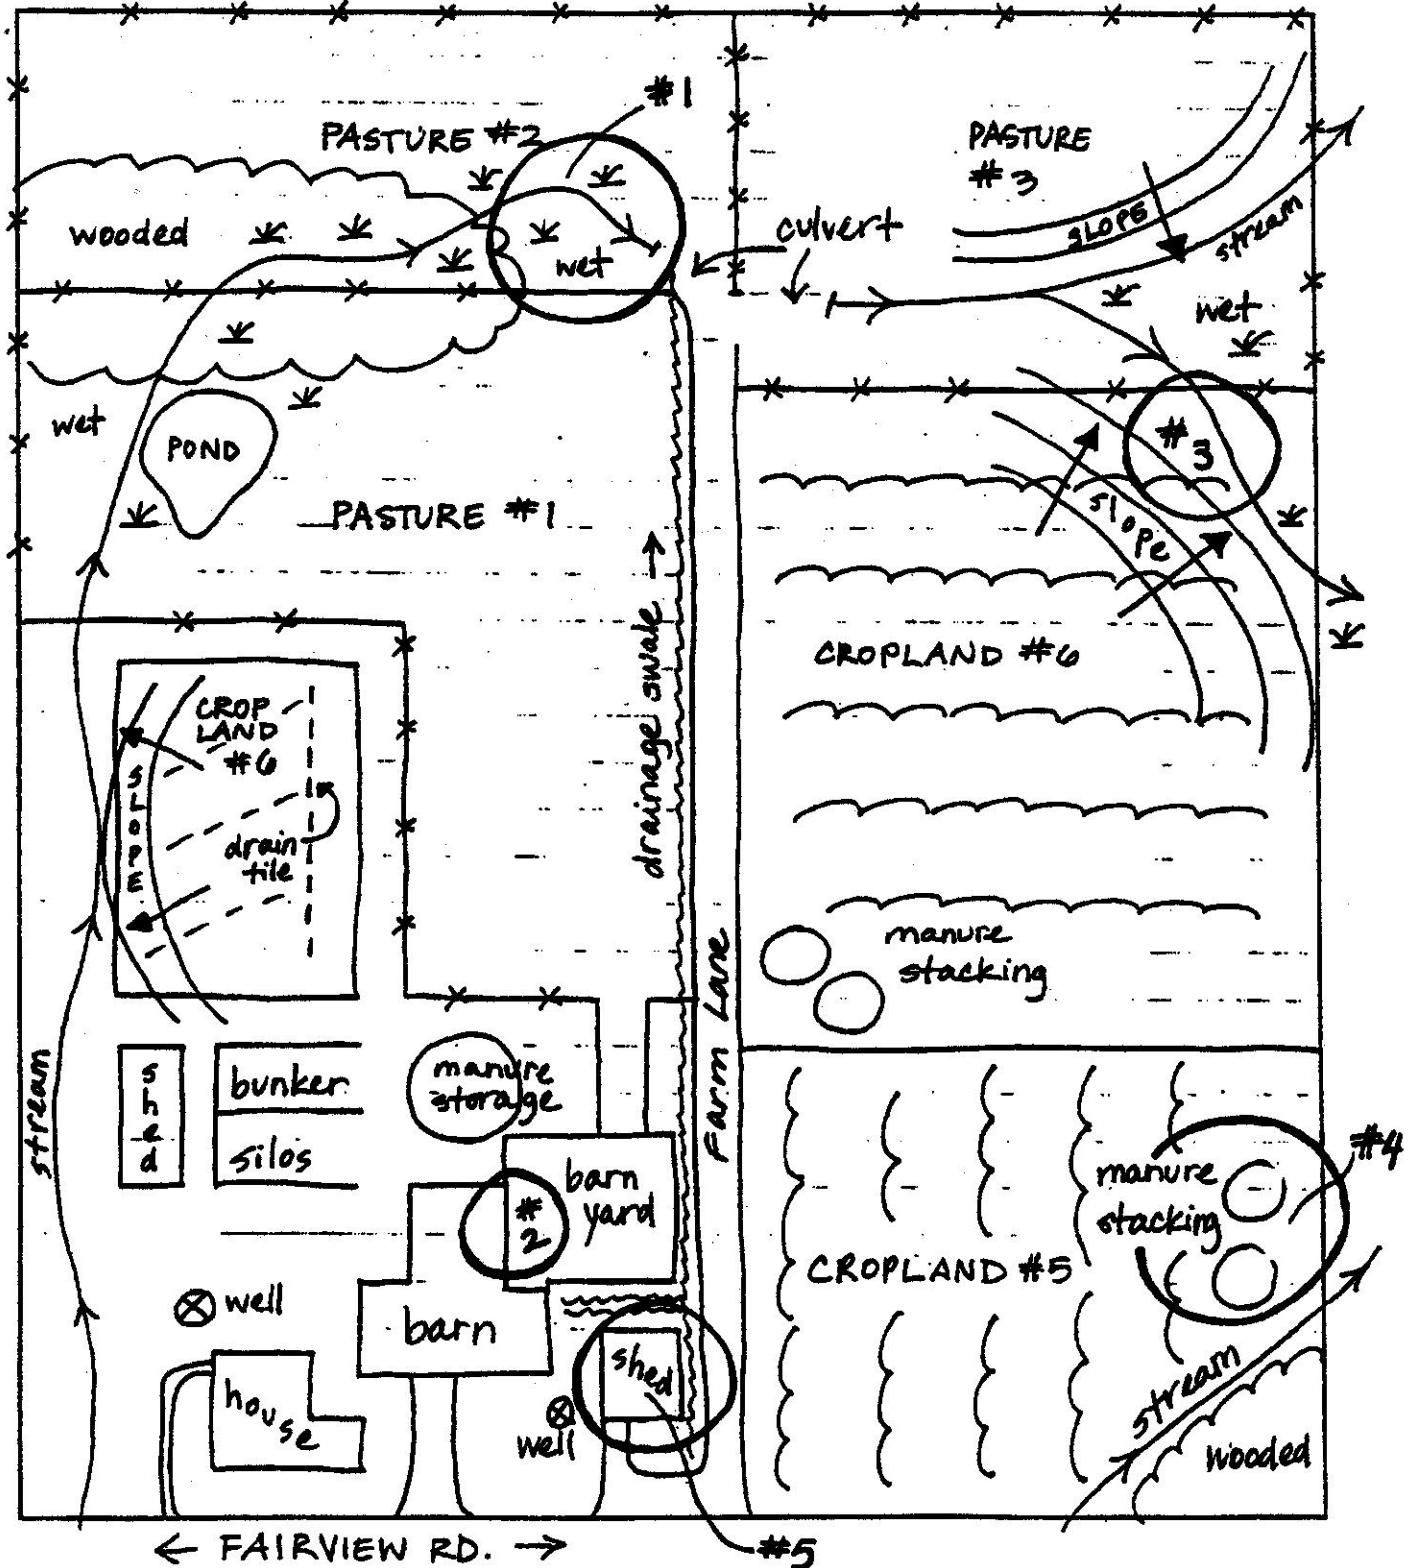 #1
PASTURE #2
PASTURE
#3
wooded
wet
culvert
SLOPE
stream
wet
wet
POND
PASTURE #1
#
3
slope
drainage swale →
CROPLAND #6
CROP
LAND
#6
SLOPE
drain
tile
manure
stacking
Farm Lane
stream
shed
bunker
silos
manure
storage
barn
yard
#
2
manure
stacking
#4
CROPLAND #5
well
barn
shed
house
well
stream
wooded
← FAIRVIEW RD. →
#5